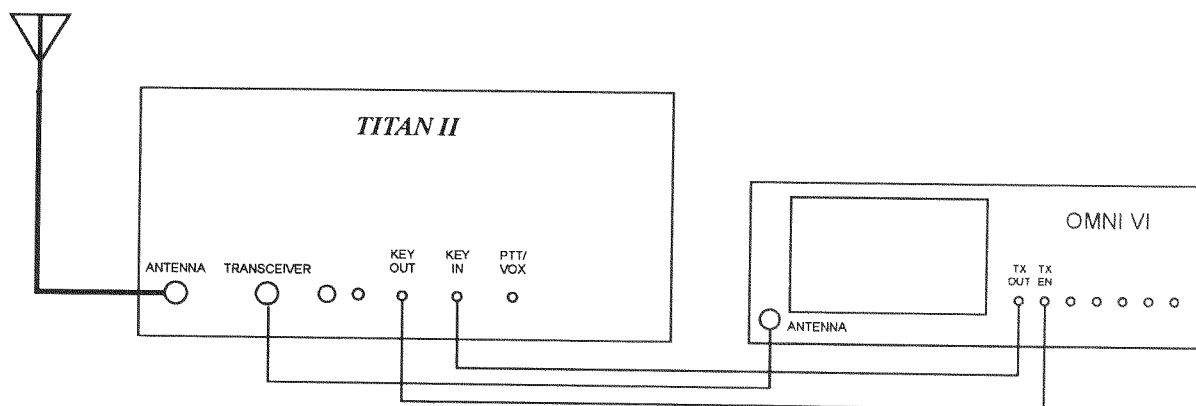 TITAN II
OMNI VI
ANTENNA
TRANSCEIVER
KEY
OUT
KEY
IN
PTT/
VOX
TX
OUT
TX
EN
ANTENNA